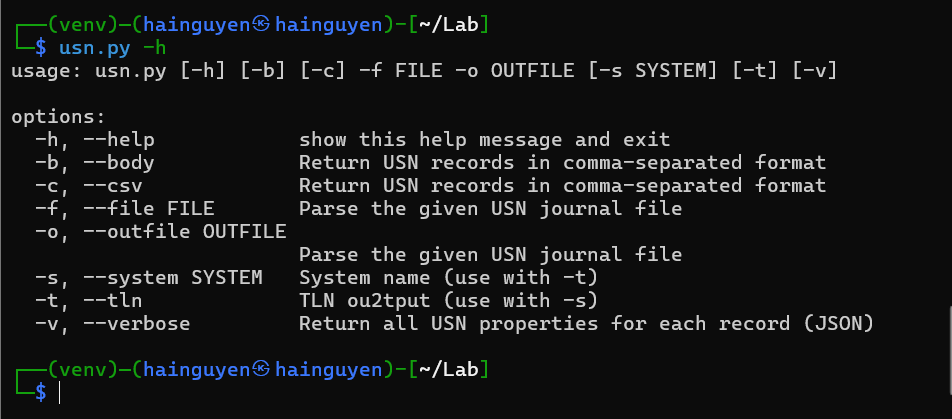 ┌──(venv)─(hainguyen㉿hainguyen)-[~/Lab]
└─$ usn.py -h
usage: usn.py [-h] [-b] [-c] -f FILE -o OUTFILE [-s SYSTEM] [-t] [-v]
options:
-h, --help show this help message and exit
-b, --body Return USN records in comma-separated format
-c, --csv Return USN records in comma-separated format
-f, --file FILE Parse the given USN journal file
-o, --outfile OUTFILE
Parse the given USN journal file
-s, --system SYSTEM System name (use with -t)
-t, --tln TLN ou2tput (use with -s)
-v, --verbose Return all USN properties for each record (JSON)
┌──(venv)─(hainguyen㉿hainguyen)-[~/Lab]
└─$